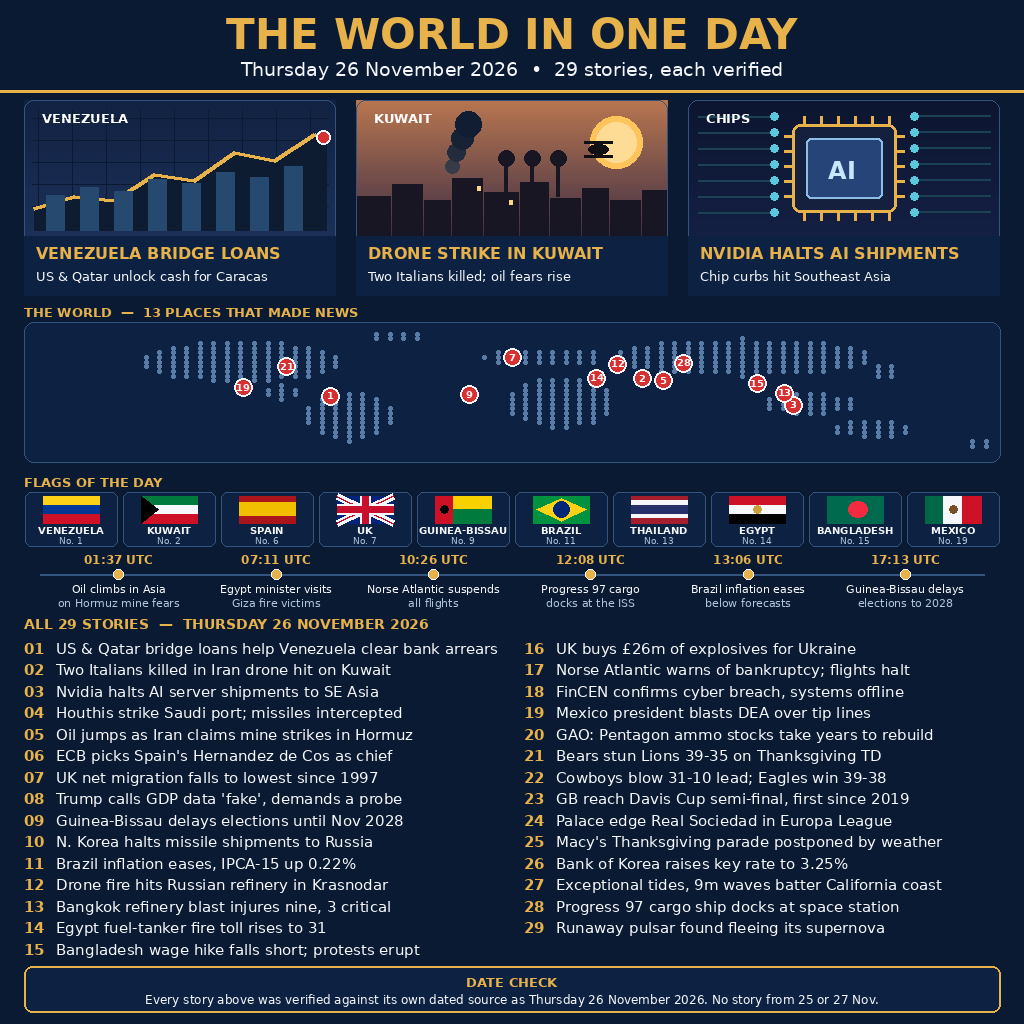 THE WORLD IN ONE DAY
Thursday 26 November 2026 • 29 stories, each verified
VENEZUELA
VENEZUELA BRIDGE LOANS
US & Qatar unlock cash for Caracas
KUWAIT
DRONE STRIKE IN KUWAIT
Two Italians killed; oil fears rise
CHIPS
AI
NVIDIA HALTS AI SHIPMENTS
Chip curbs hit Southeast Asia
THE WORLD — 13 PLACES THAT MADE NEWS
7
12
28
21
14
2
5
15
19
1
9
13
3
FLAGS OF THE DAY
VENEZUELA
No. 1
KUWAIT
No. 2
SPAIN
No. 6
UK
No. 7
GUINEA-BISSAU
No. 9
BRAZIL
No. 11
THAILAND
No. 13
EGYPT
No. 14
BANGLADESH
No. 15
MEXICO
No. 19
01:37 UTC
Oil climbs in Asia
on Hormuz mine fears
07:11 UTC
Egypt minister visits
Giza fire victims
10:26 UTC
Norse Atlantic suspends
all flights
12:08 UTC
Progress 97 cargo
docks at the ISS
13:06 UTC
Brazil inflation eases
below forecasts
17:13 UTC
Guinea-Bissau delays
elections to 2028
ALL 29 STORIES — THURSDAY 26 NOVEMBER 2026
01 US & Qatar bridge loans help Venezuela clear bank arrears
02 Two Italians killed in Iran drone hit on Kuwait
03 Nvidia halts AI server shipments to SE Asia
04 Houthis strike Saudi port; missiles intercepted
05 Oil jumps as Iran claims mine strikes in Hormuz
06 ECB picks Spain's Hernandez de Cos as chief
07 UK net migration falls to lowest since 1997
08 Trump calls GDP data 'fake', demands a probe
09 Guinea-Bissau delays elections until Nov 2028
10 N. Korea halts missile shipments to Russia
11 Brazil inflation eases, IPCA-15 up 0.22%
12 Drone fire hits Russian refinery in Krasnodar
13 Bangkok refinery blast injures nine, 3 critical
14 Egypt fuel-tanker fire toll rises to 31
15 Bangladesh wage hike falls short; protests erupt
16 UK buys £26m of explosives for Ukraine
17 Norse Atlantic warns of bankruptcy; flights halt
18 FinCEN confirms cyber breach, systems offline
19 Mexico president blasts DEA over tip lines
20 GAO: Pentagon ammo stocks take years to rebuild
21 Bears stun Lions 39-35 on Thanksgiving TD
22 Cowboys blow 31-10 lead; Eagles win 39-38
23 GB reach Davis Cup semi-final, first since 2019
24 Palace edge Real Sociedad in Europa League
25 Macy's Thanksgiving parade postponed by weather
26 Bank of Korea raises key rate to 3.25%
27 Exceptional tides, 9m waves batter California coast
28 Progress 97 cargo ship docks at space station
29 Runaway pulsar found fleeing its supernova
DATE CHECK
Every story above was verified against its own dated source as Thursday 26 November 2026. No story from 25 or 27 Nov.